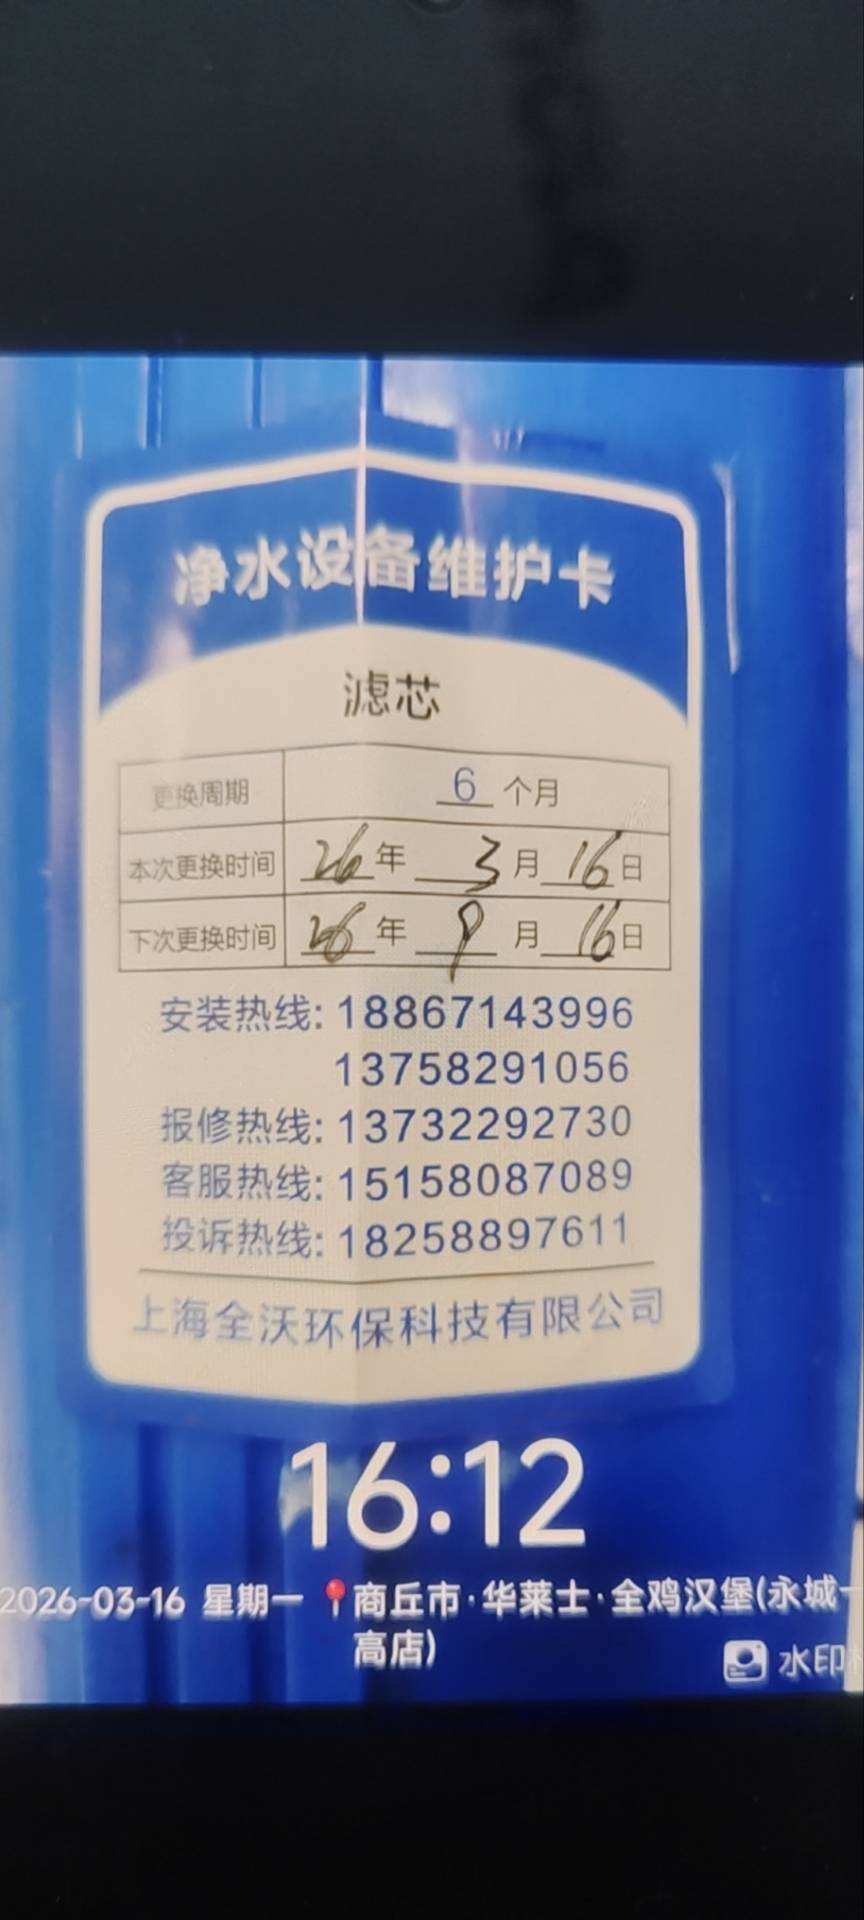 净水设备维护卡
滤芯
更换周期 6 个月
本次更换时间 26 年 3 月 16 日
下次更换时间 26 年 9 月 16 日
安装热线: 18867143996
13758291056
报修热线: 13732292730
客服热线: 15158087089
投诉热线: 18258897611
上海全沃环保科技有限公司
16:12
2026-03-16 星期一 商丘市·华莱士·全鸡汉堡(永城一
高店)
水印